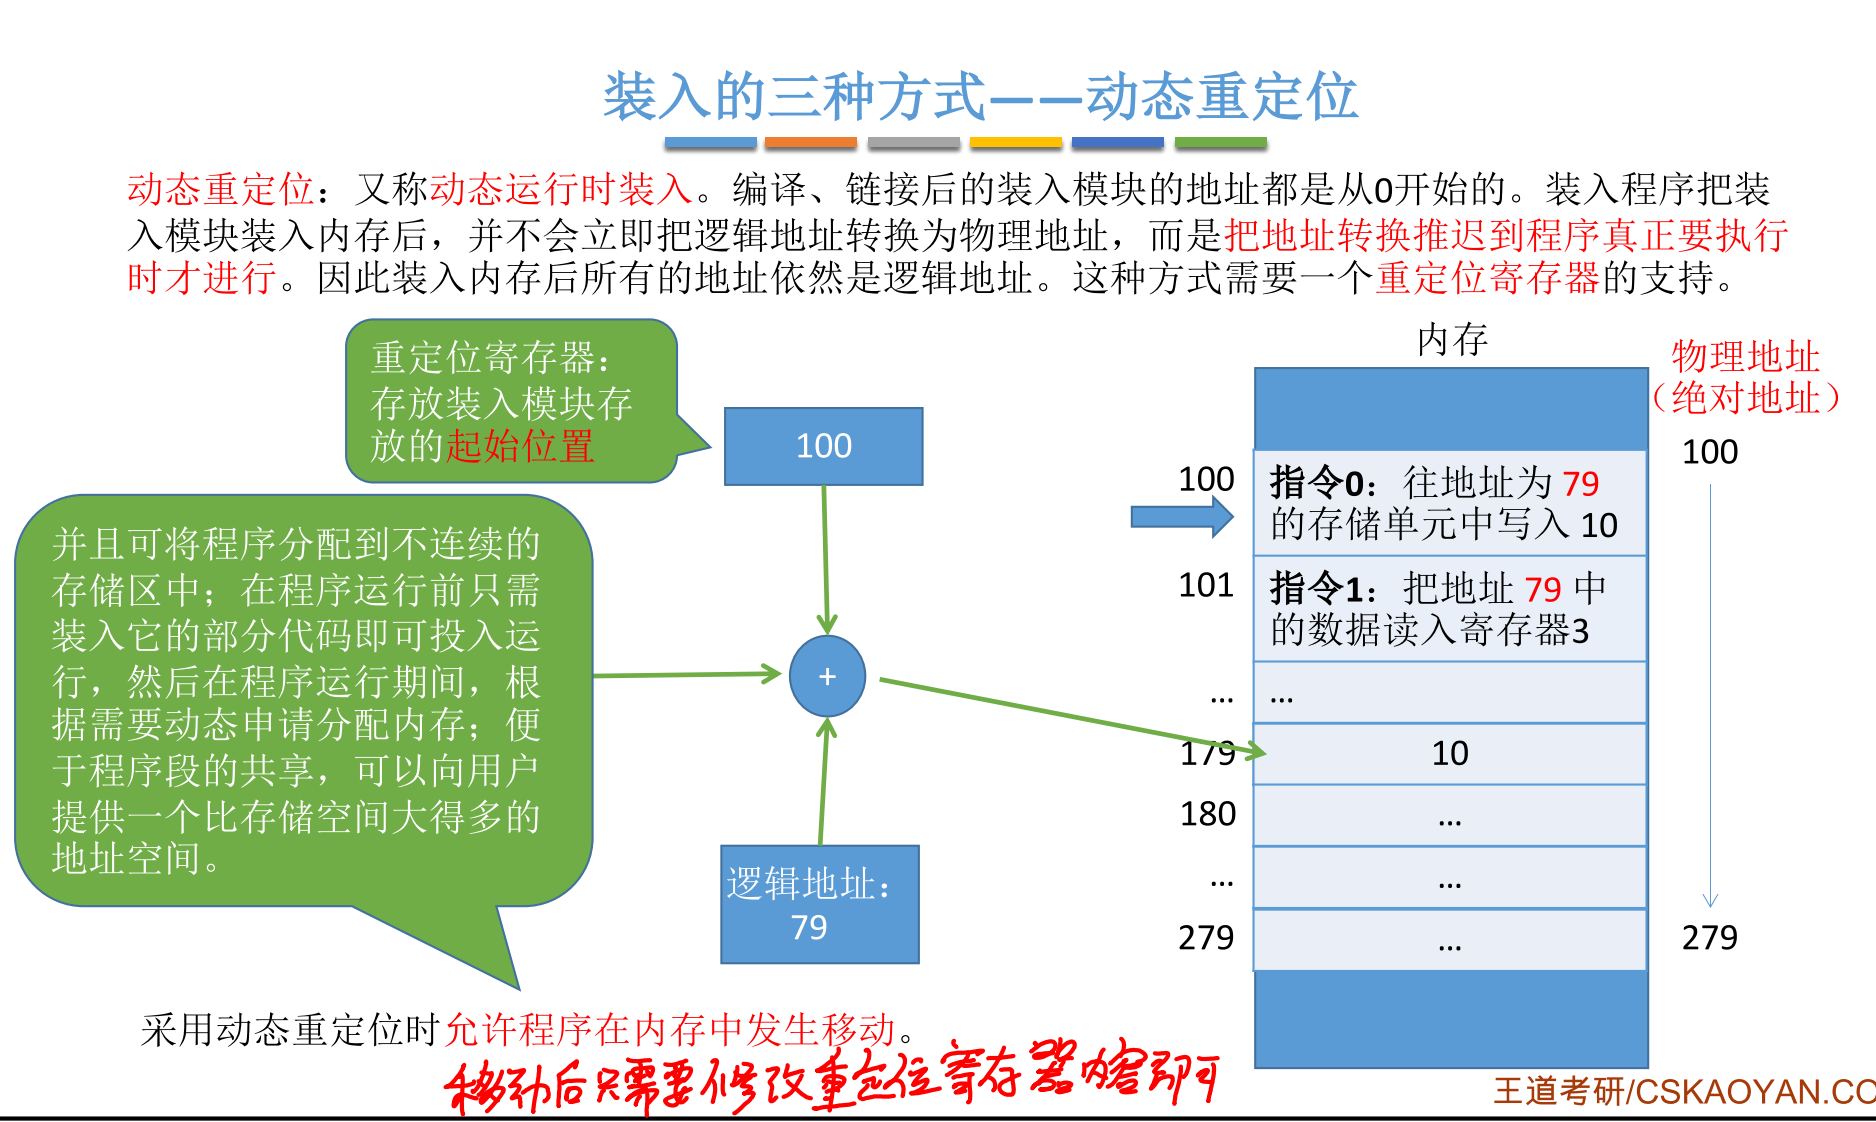 装入的三种方式——动态重定位
动态重定位：又称动态运行时装入。编译、链接后的装入模块的地址都是从0开始的。装入程序把装
入模块装入内存后，并不会立即把逻辑地址转换为物理地址，而是把地址转换推迟到程序真正要执行
时才进行。因此装入内存后所有的地址依然是逻辑地址。这种方式需要一个重定位寄存器的支持。
重定位寄存器：
存放装入模块存
放的起始位置
并且可将程序分配到不连续的
存储区中；在程序运行前只需
装入它的部分代码即可投入运
行，然后在程序运行期间，根
据需要动态申请分配内存；便
于程序段的共享，可以向用户
提供一个比存储空间大得多的
地址空间。
100
+
逻辑地址：
79
内存
物理地址
（绝对地址）
100
279
100
指令0：往地址为 79
的存储单元中写入 10
101
指令1：把地址 79 中
的数据读入寄存器3
...
...
179
10
180
...
...
...
279
...
采用动态重定位时允许程序在内存中发生移动。
移动后只需要修改重定位寄存器内容即可
王道考研/CSKAOYAN.CO